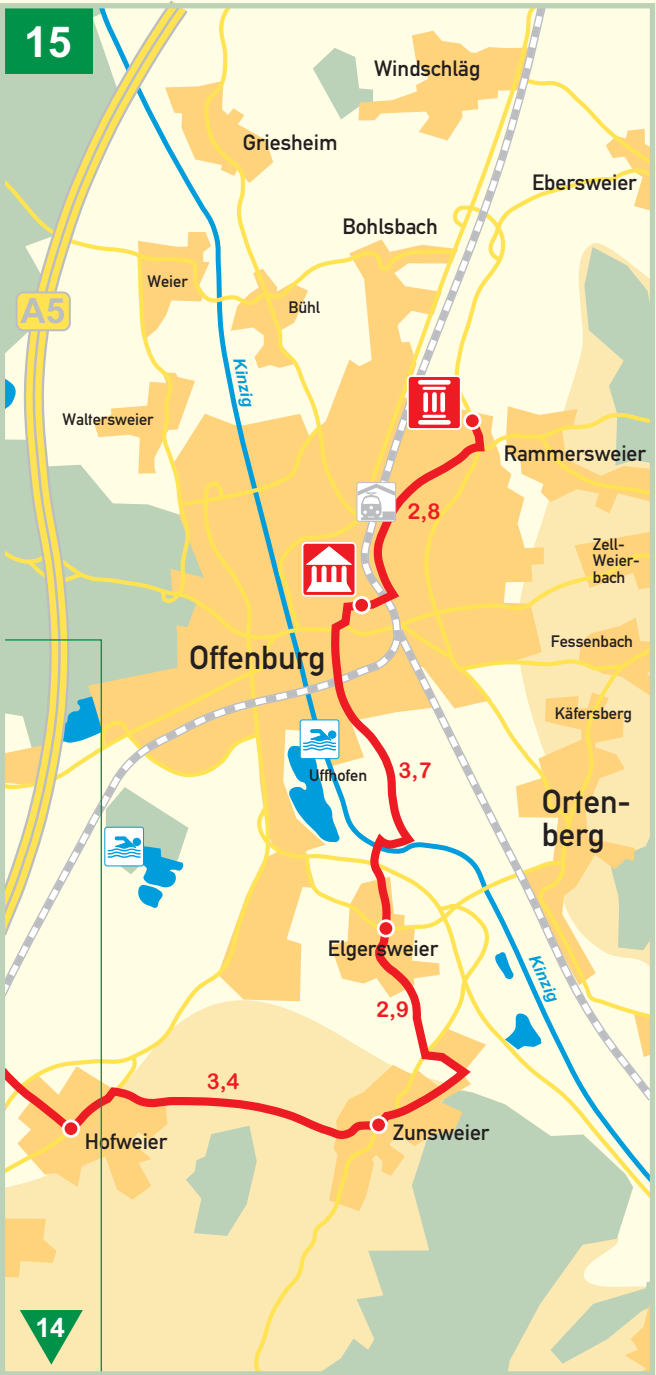 15
Windschläg
Griesheim
Ebersweier
Bohlsbach
Weier
Bühl
A5
Kinzig
Waltersweier
Rammersweier
2,8
Zell-
Weier-
bach
Fessenbach
Offenburg
Käfersberg
3,7
Uffhofen
Orten-
berg
Elgersweier
Kinzig
2,9
3,4
Zunsweier
Hofweier
14